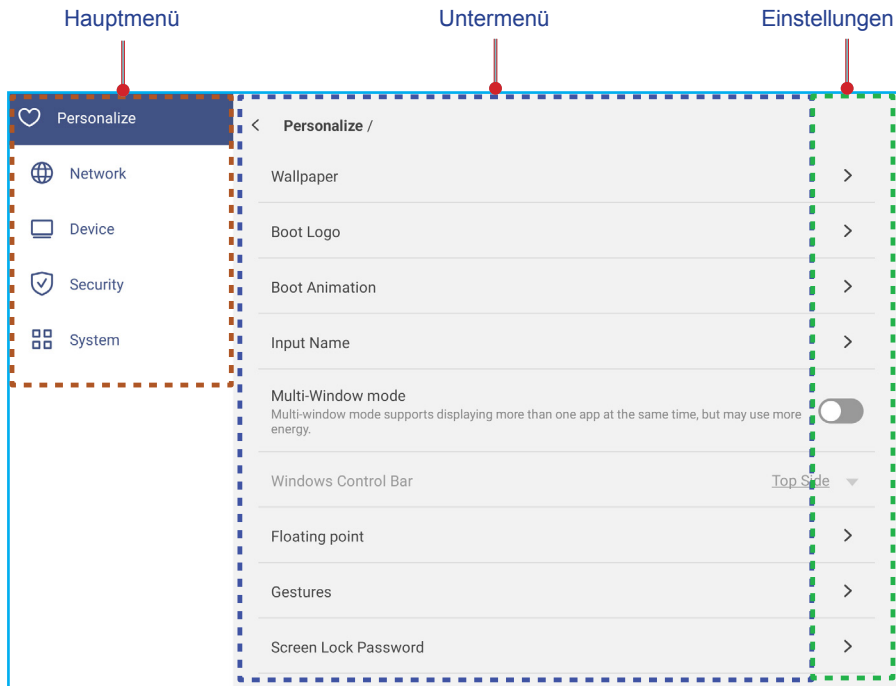 Hauptmenü Untermenü Einstellungen
Personalize
Network
Device
Security
System
Personalize /
Wallpaper
Boot Logo
Boot Animation
Input Name
Multi-Window mode
Multi-window mode supports displaying more than one app at the same time, but may use more
energy.
Windows Control Bar Top Side
Floating point
Gestures
Screen Lock Password